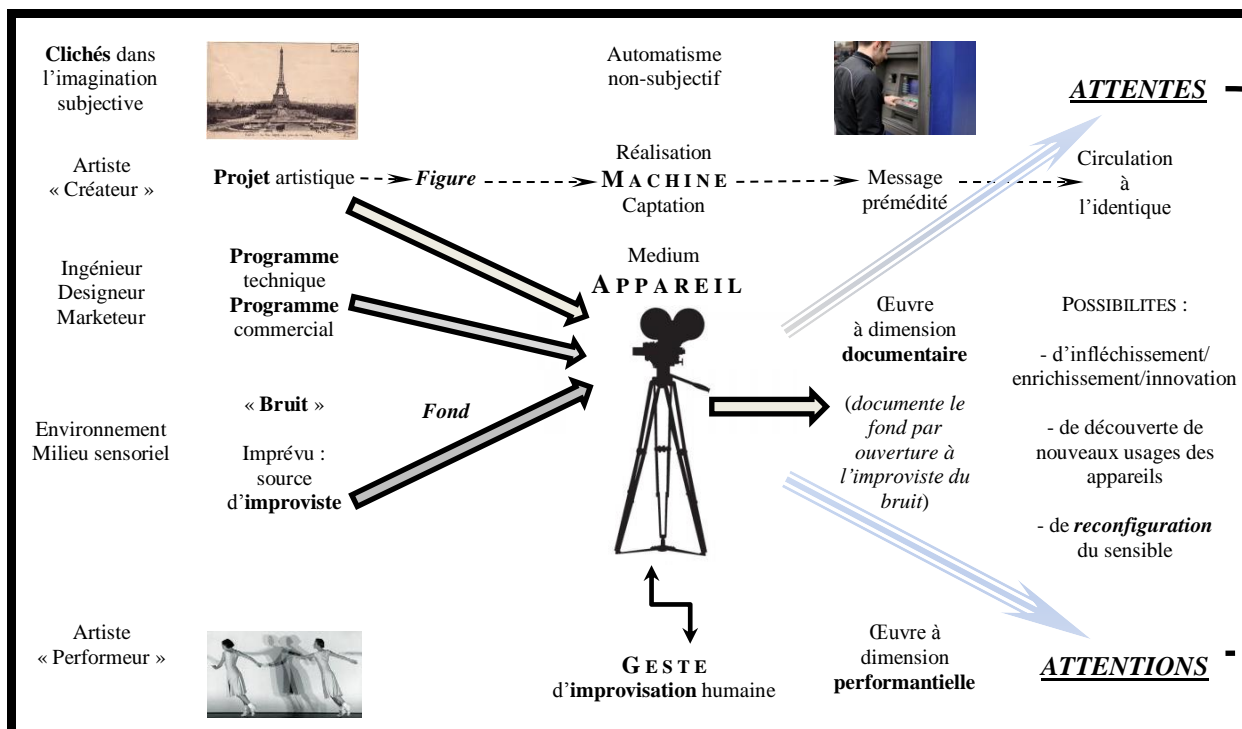 Clichés dans
l'imagination
subjective
Automatisme
non-subjectif
ATTENTES
Artiste
« Créateur »
Projet artistique
Figure
Réalisation
MACHINE
Captation
Message
prémédité
Circulation
à
l'identique
Ingénieur
Designeur
Marketeur
Programme
technique
Programme
commercial
Medium
APPAREIL
Œuvre
à dimension
documentaire
(documente le
fond par
ouverture à
l'improviste du
bruit)
POSSIBILITES :
- d'infléchissement/
enrichissement/innovation
- de découverte de
nouveaux usages des
appareils
- de reconfiguration
du sensible
Environnement
Milieu sensoriel
« Bruit »
Imprévu :
source
d'improviste
Fond
Artiste
« Performeur »
GESTE
d'improvisation humaine
Œuvre à
dimension
performantielle
ATTENTIONS